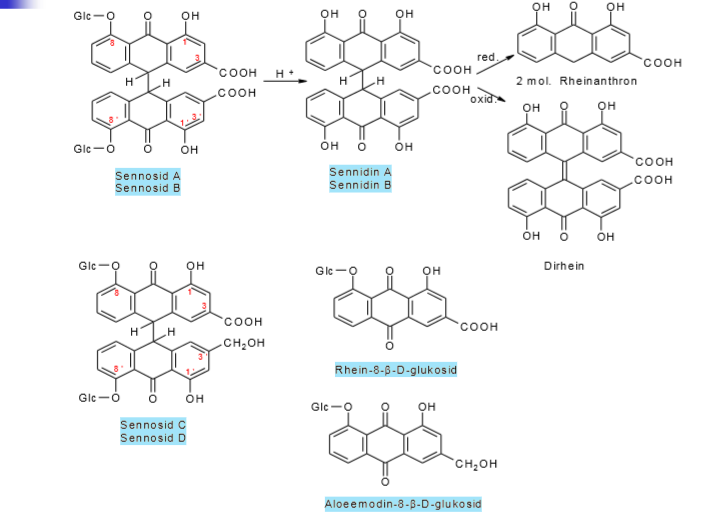 Glc—O O OH
8 1
3
COOH
H H
COOH
8' 1' 3'
Glc—O O OH
Sennosid A
Sennosid B
H +
OH O OH
COOH
H H
COOH
OH O OH
Sennidin A
Sennidin B
red.
oxid.
OH O OH
COOH
2 mol. Rheinanthron
OH O OH
COOH
COOH
OH O OH
Dirhein
Glc—O O OH
8 1
3
COOH
H H
CH2OH
3'
8' 1'
Glc—O O OH
Sennosid C
Sennosid D
Glc—O O OH
COOH
O
Rhein-8-β-D-glukosid
Glc—O O OH
CH2OH
O
Aloeemodin-8-β-D-glukosid